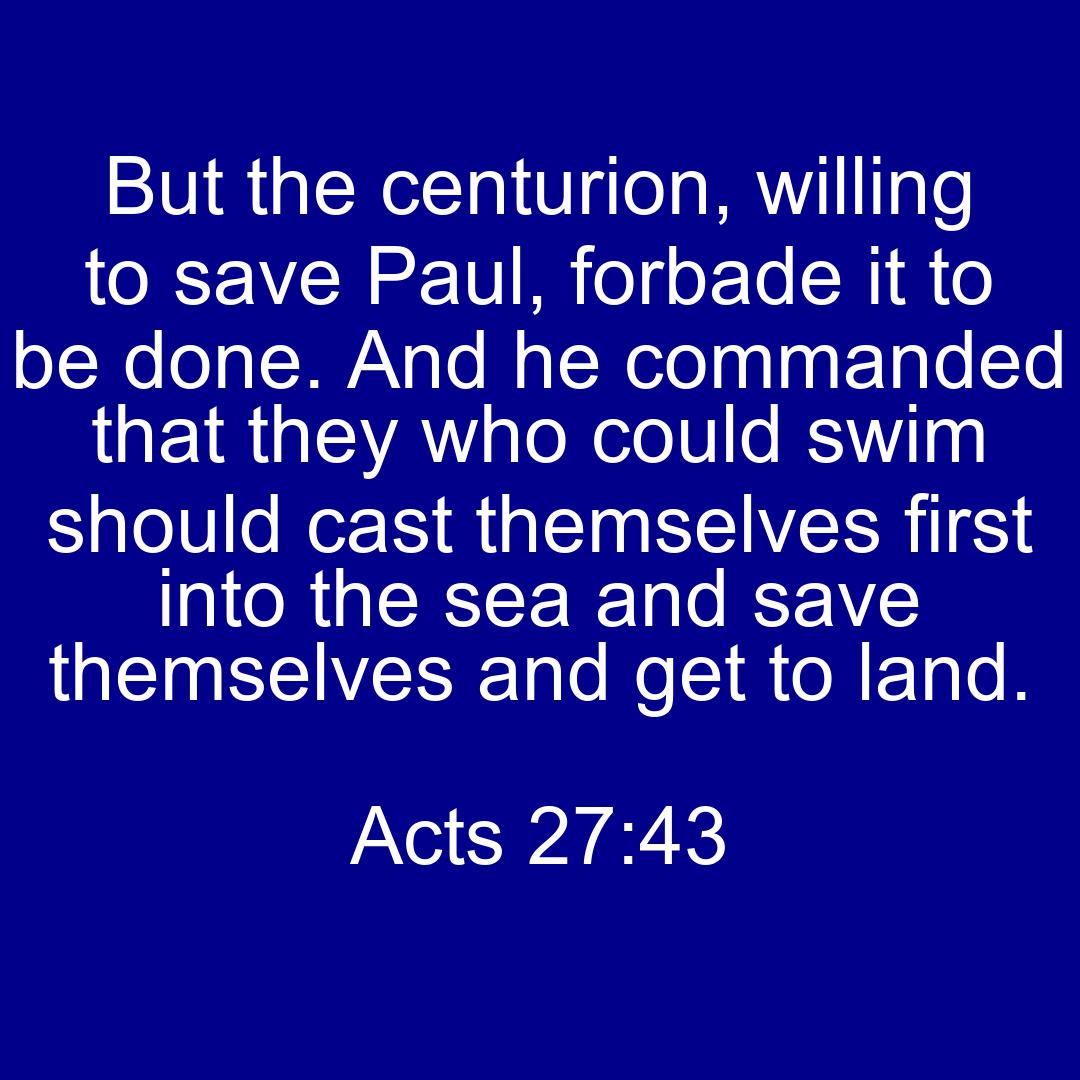 But the centurion, willing
to save Paul, forbade it to
be done. And he commanded
that they who could swim
should cast themselves first
into the sea and save
themselves and get to land.
Acts 27:43